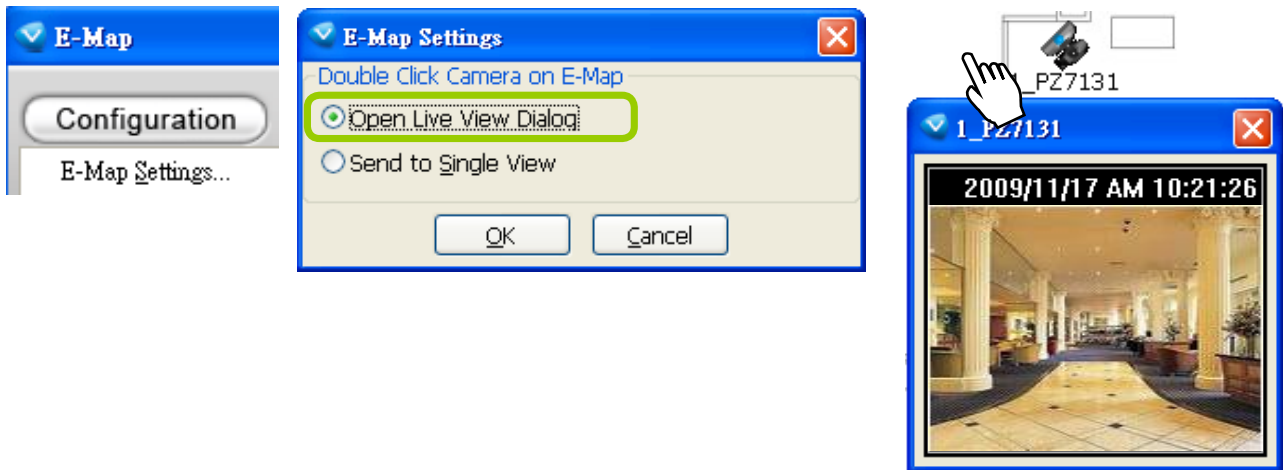 E-Map
Configuration
E-Map Settings...
E-Map Settings
Double Click Camera on E-Map
Open Live View Dialog
Send to Single View
OK
Cancel
_PZ7131
1_PZ7131
2009/11/17 AM 10:21:26